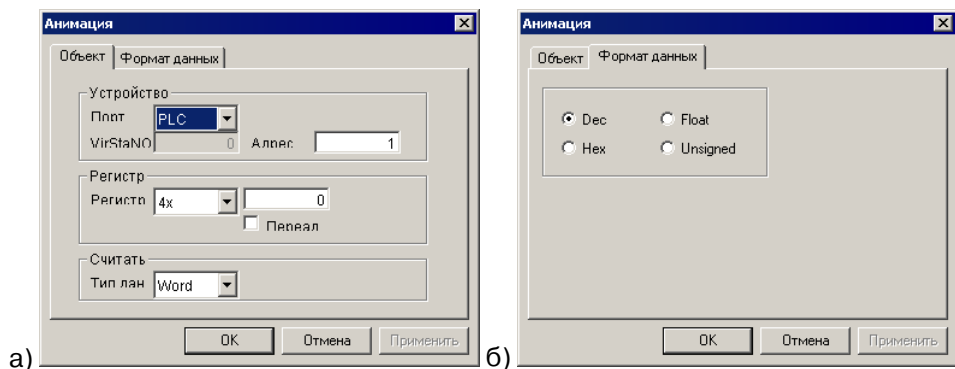 Анимация
Объект Формат данных
Устройство
Порт PLC
VirStaNO 0 Адрес 1
Регистр
Регистр 4x 0
Переад
Считать
Тип дан Word
OK Отмена Применить
а)
Анимация
Объект Формат данных
Dec Float
Hex Unsigned
OK Отмена Применить
б)